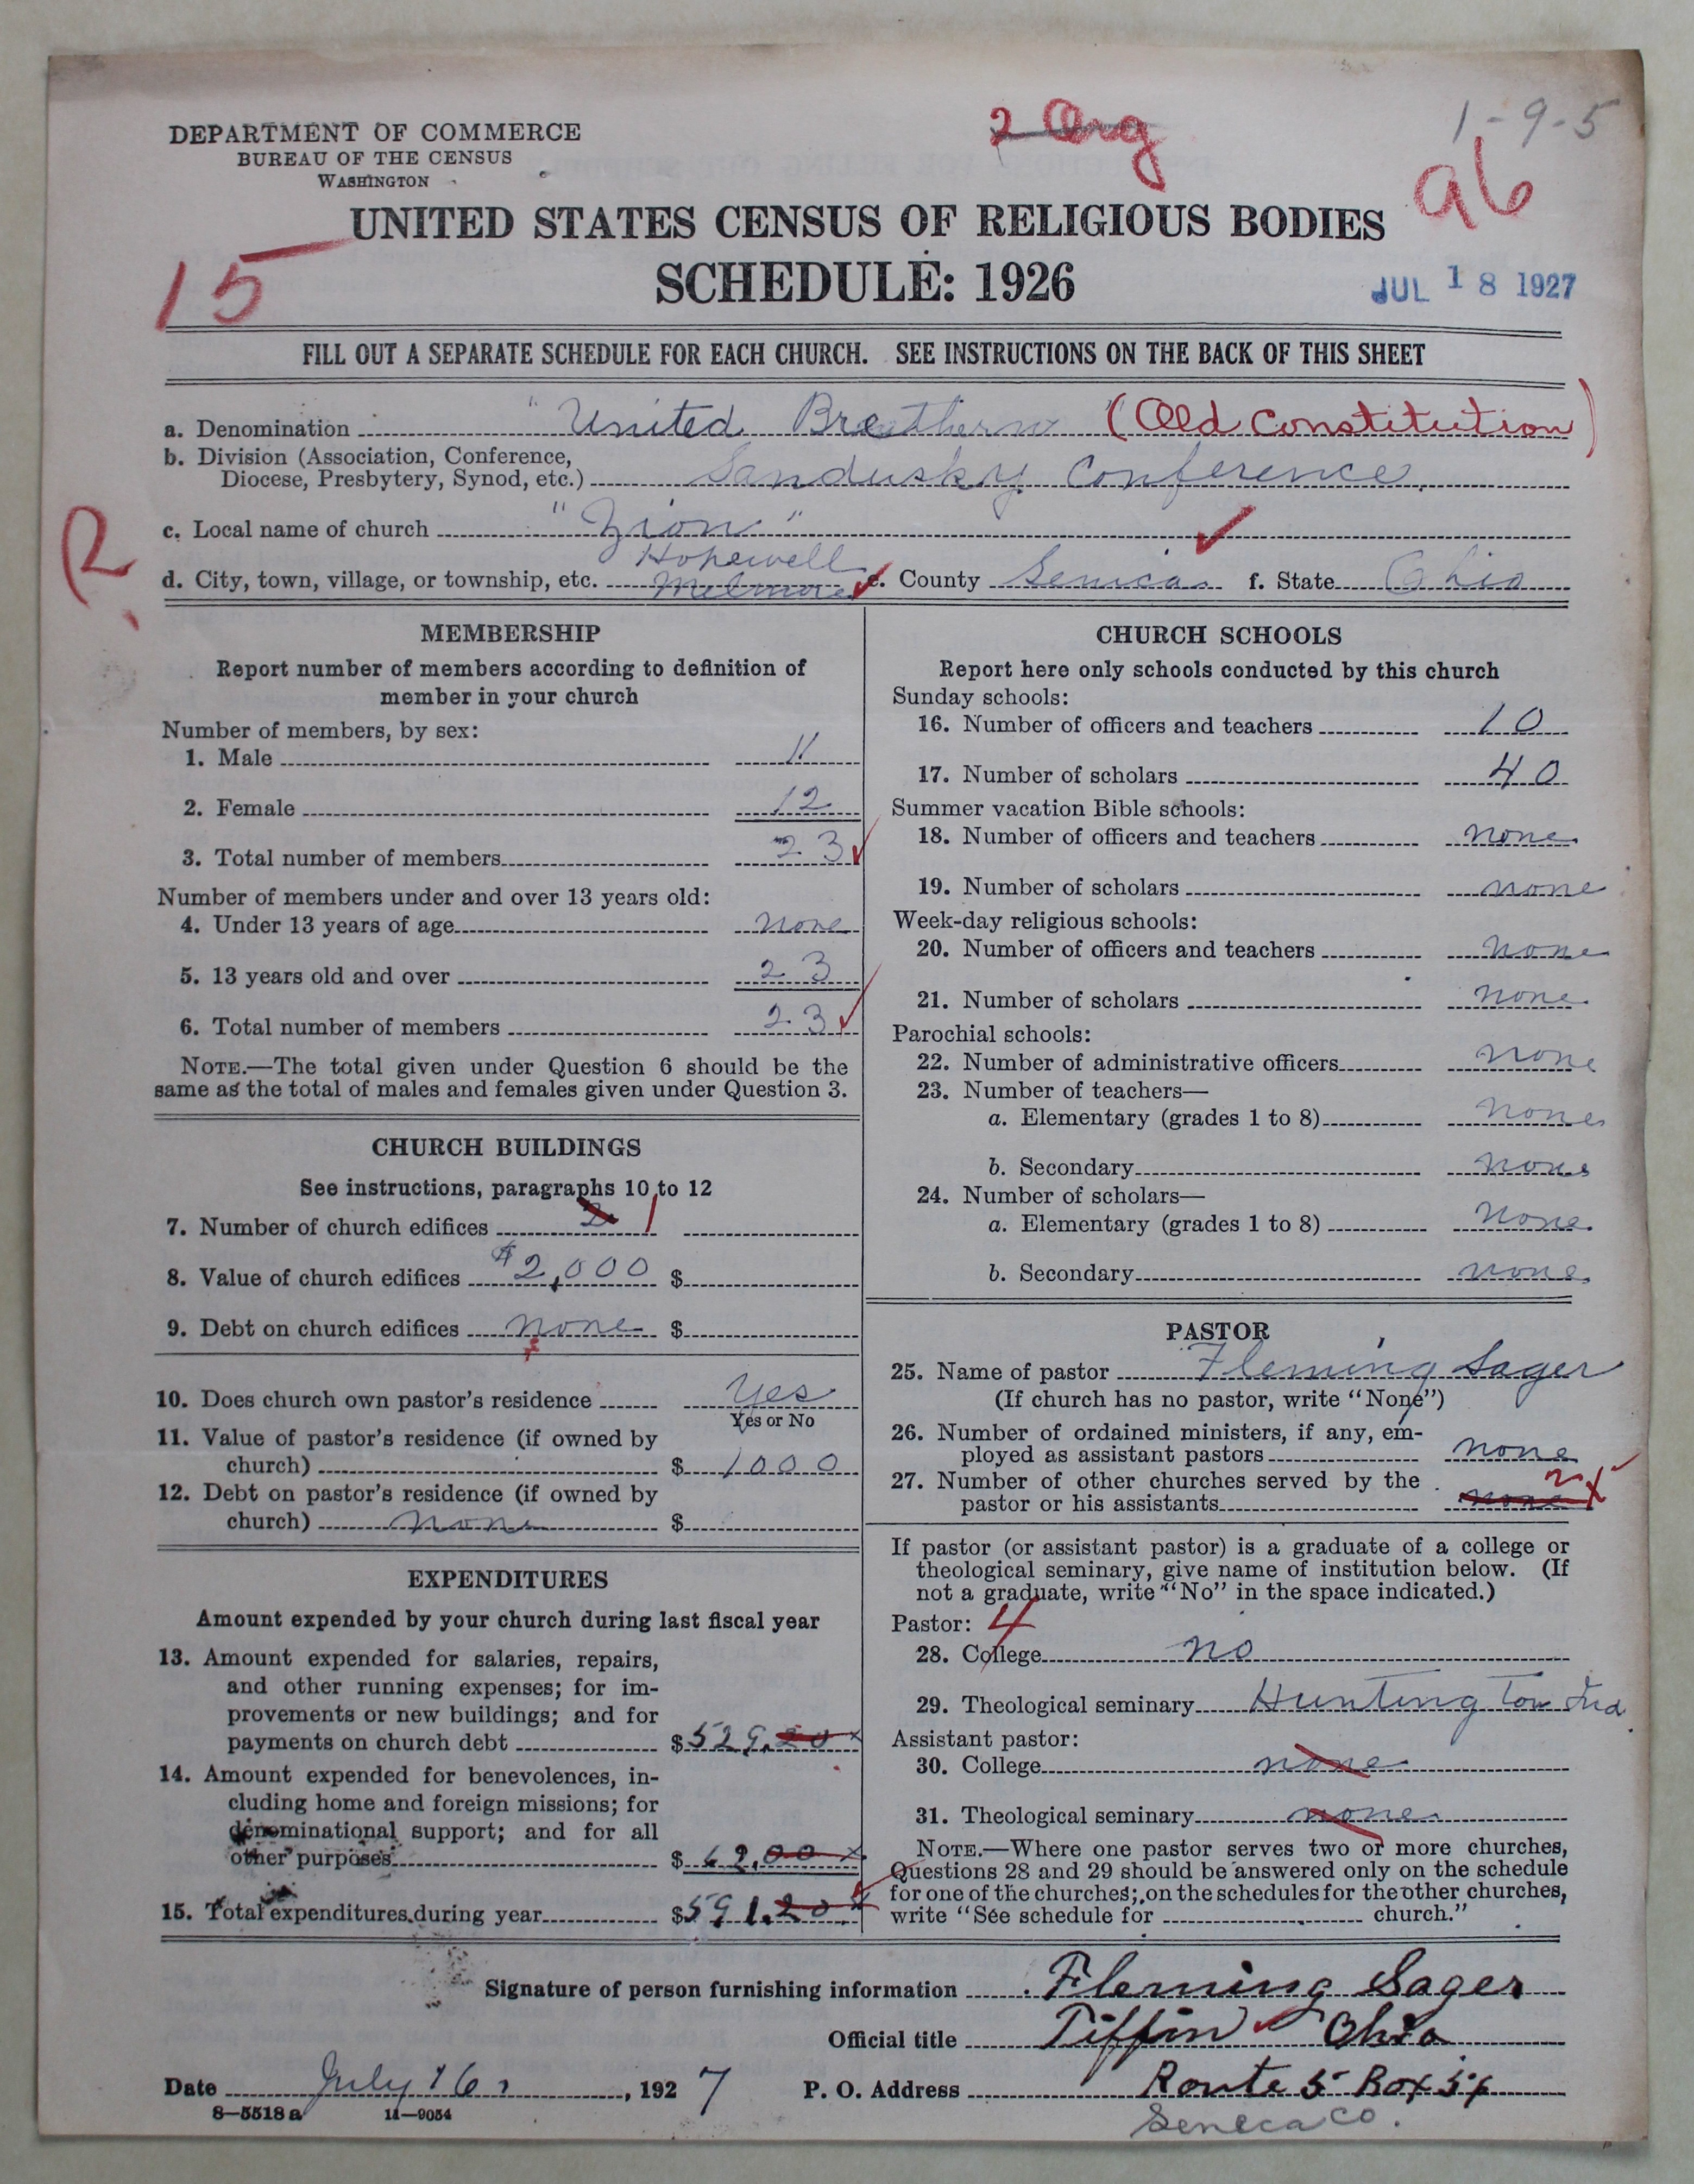 1-9-5
2 Org
96
DEPARTMENT OF COMMERCE
BUREAU OF THE CENSUS
WASHINGTON
UNITED STATES CENSUS OF RELIGIOUS BODIES
15
SCHEDULE: 1926
JUL 18 1927
FILL OUT A SEPARATE SCHEDULE FOR EACH CHURCH. SEE INSTRUCTIONS ON THE BACK OF THIS SHEET
a. Denomination "United Brethern" (Old Constitution)
b. Division (Association, Conference,
Diocese, Presbytery, Synod, etc.) Sandusky Conference.
R
c. Local name of church "Zion"
Hopewell
d. City, town, village, or township, etc. Melmore e. County Senica f. State Ohio
MEMBERSHIP
Report number of members according to definition of
member in your church
Number of members, by sex:
1. Male 11
2. Female 12
3. Total number of members 23
Number of members under and over 13 years old:
4. Under 13 years of age none
5. 13 years old and over 23
6. Total number of members 23
NOTE.—The total given under Question 6 should be the
same as the total of males and females given under Question 3.
CHURCH BUILDINGS
See instructions, paragraphs 10 to 12
7. Number of church edifices 2 1
8. Value of church edifices $2,000 $
9. Debt on church edifices none $
10. Does church own pastor's residence Yes
Yes or No
11. Value of pastor's residence (if owned by
church) $ 1000
12. Debt on pastor's residence (if owned by
church) none $
EXPENDITURES
Amount expended by your church during last fiscal year
13. Amount expended for salaries, repairs,
and other running expenses; for im-
provements or new buildings; and for
payments on church debt $529.20
14. Amount expended for benevolences, in-
cluding home and foreign missions; for
denominational support; and for all
other purposes $ 62.00
15. Total expenditures during year $591.20
CHURCH SCHOOLS
Report here only schools conducted by this church
Sunday schools:
16. Number of officers and teachers 10
17. Number of scholars 40
Summer vacation Bible schools:
18. Number of officers and teachers none
19. Number of scholars none
Week-day religious schools:
20. Number of officers and teachers none
21. Number of scholars none
Parochial schools:
22. Number of administrative officers none
23. Number of teachers—
a. Elementary (grades 1 to 8) none
b. Secondary none
24. Number of scholars—
a. Elementary (grades 1 to 8) none
b. Secondary none
PASTOR
25. Name of pastor Fleming Sager
(If church has no pastor, write "None")
26. Number of ordained ministers, if any, em-
ployed as assistant pastors none
27. Number of other churches served by the
pastor or his assistants none 2 x
If pastor (or assistant pastor) is a graduate of a college or
theological seminary, give name of institution below. (If
not a graduate, write "No" in the space indicated.)
Pastor: 4
28. College no
29. Theological seminary Huntington Ind.
Assistant pastor:
30. College none
31. Theological seminary none
NOTE.—Where one pastor serves two or more churches,
Questions 28 and 29 should be answered only on the schedule
for one of the churches; on the schedules for the other churches,
write "See schedule for church."
Signature of person furnishing information Fleming Sager
Official title Tiffin Ohio
Date July 16, 1927 P. O. Address Route 5 Box 54
8—5518a 11—9054
Seneca Co.